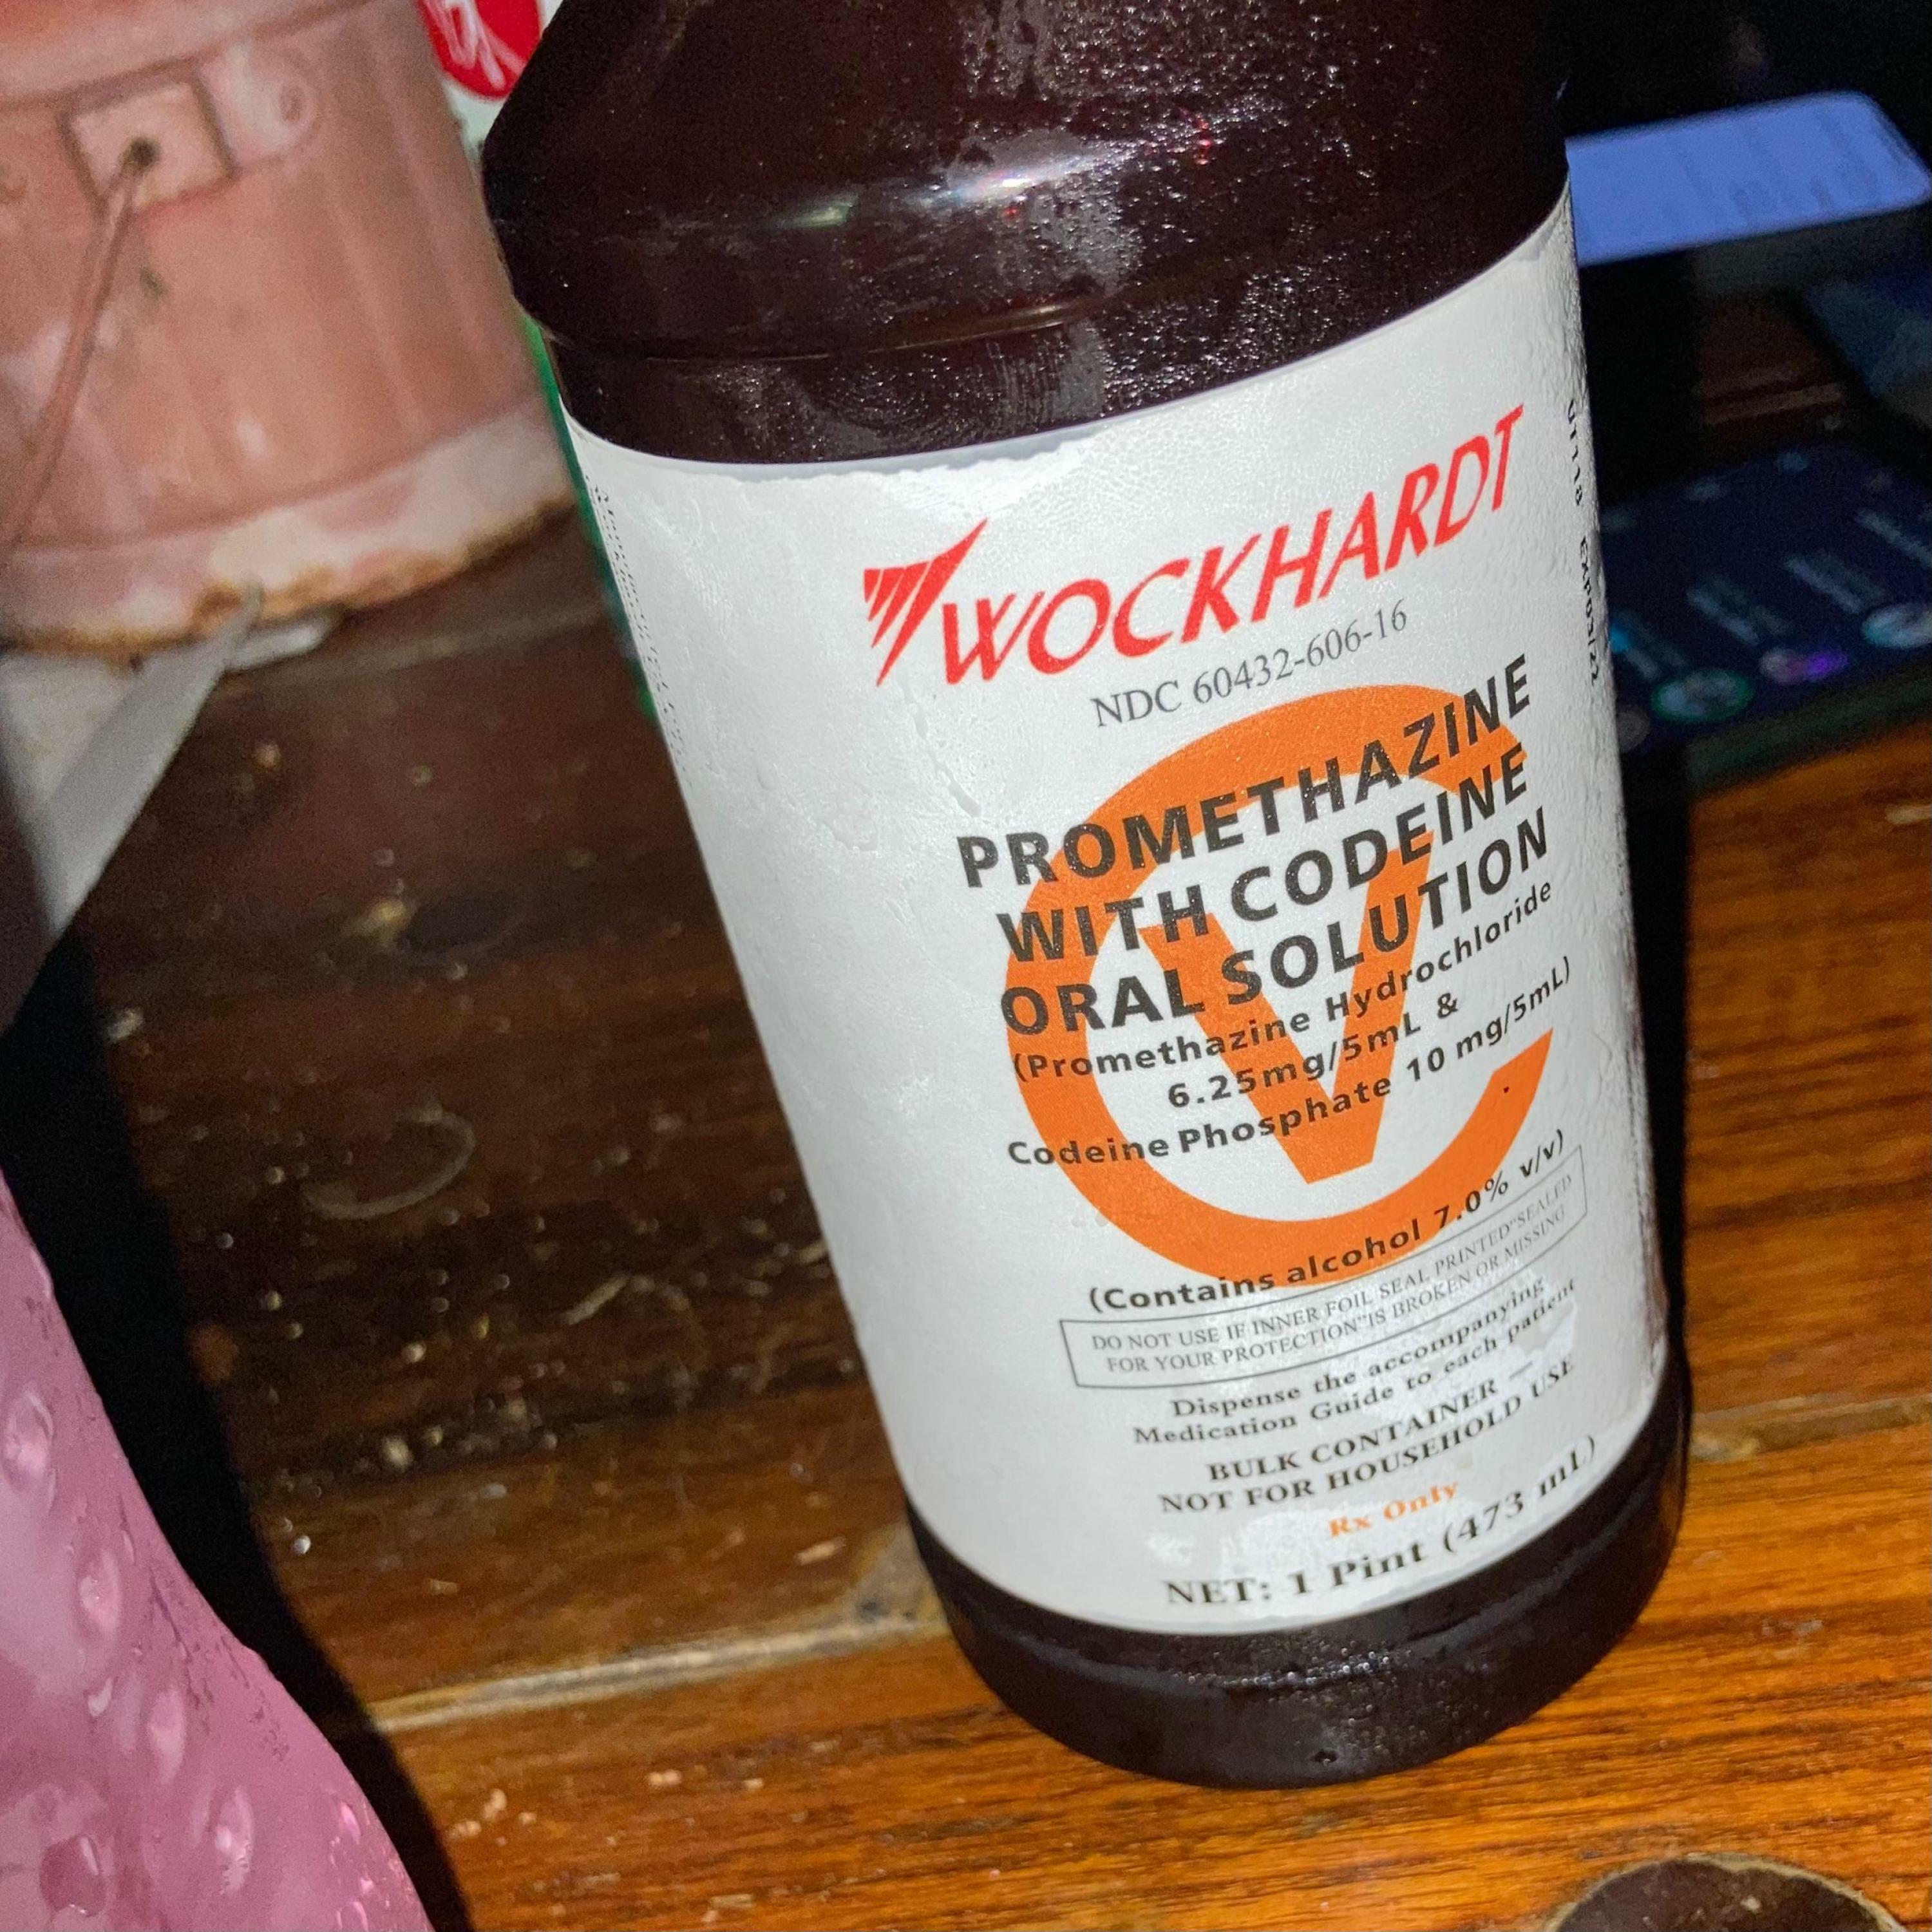 WOCKHARDT
NDC 60432-606-16
PROMETHAZINE
WITH CODEINE
ORAL SOLUTION
(Promethazine Hydrochloride
6.25mg/5mL &
Codeine Phosphate 10 mg/5mL)
CV
(Contains alcohol 7.0% v/v)
DO NOT USE IF INNER FOIL SEAL PRINTED"SEALED
FOR YOUR PROTECTION"IS BROKEN OR MISSING
Dispense the accompanying
Medication Guide to each patient
BULK CONTAINER —
NOT FOR HOUSEHOLD USE
Rx Only
NET: 1 Pint (473 mL)